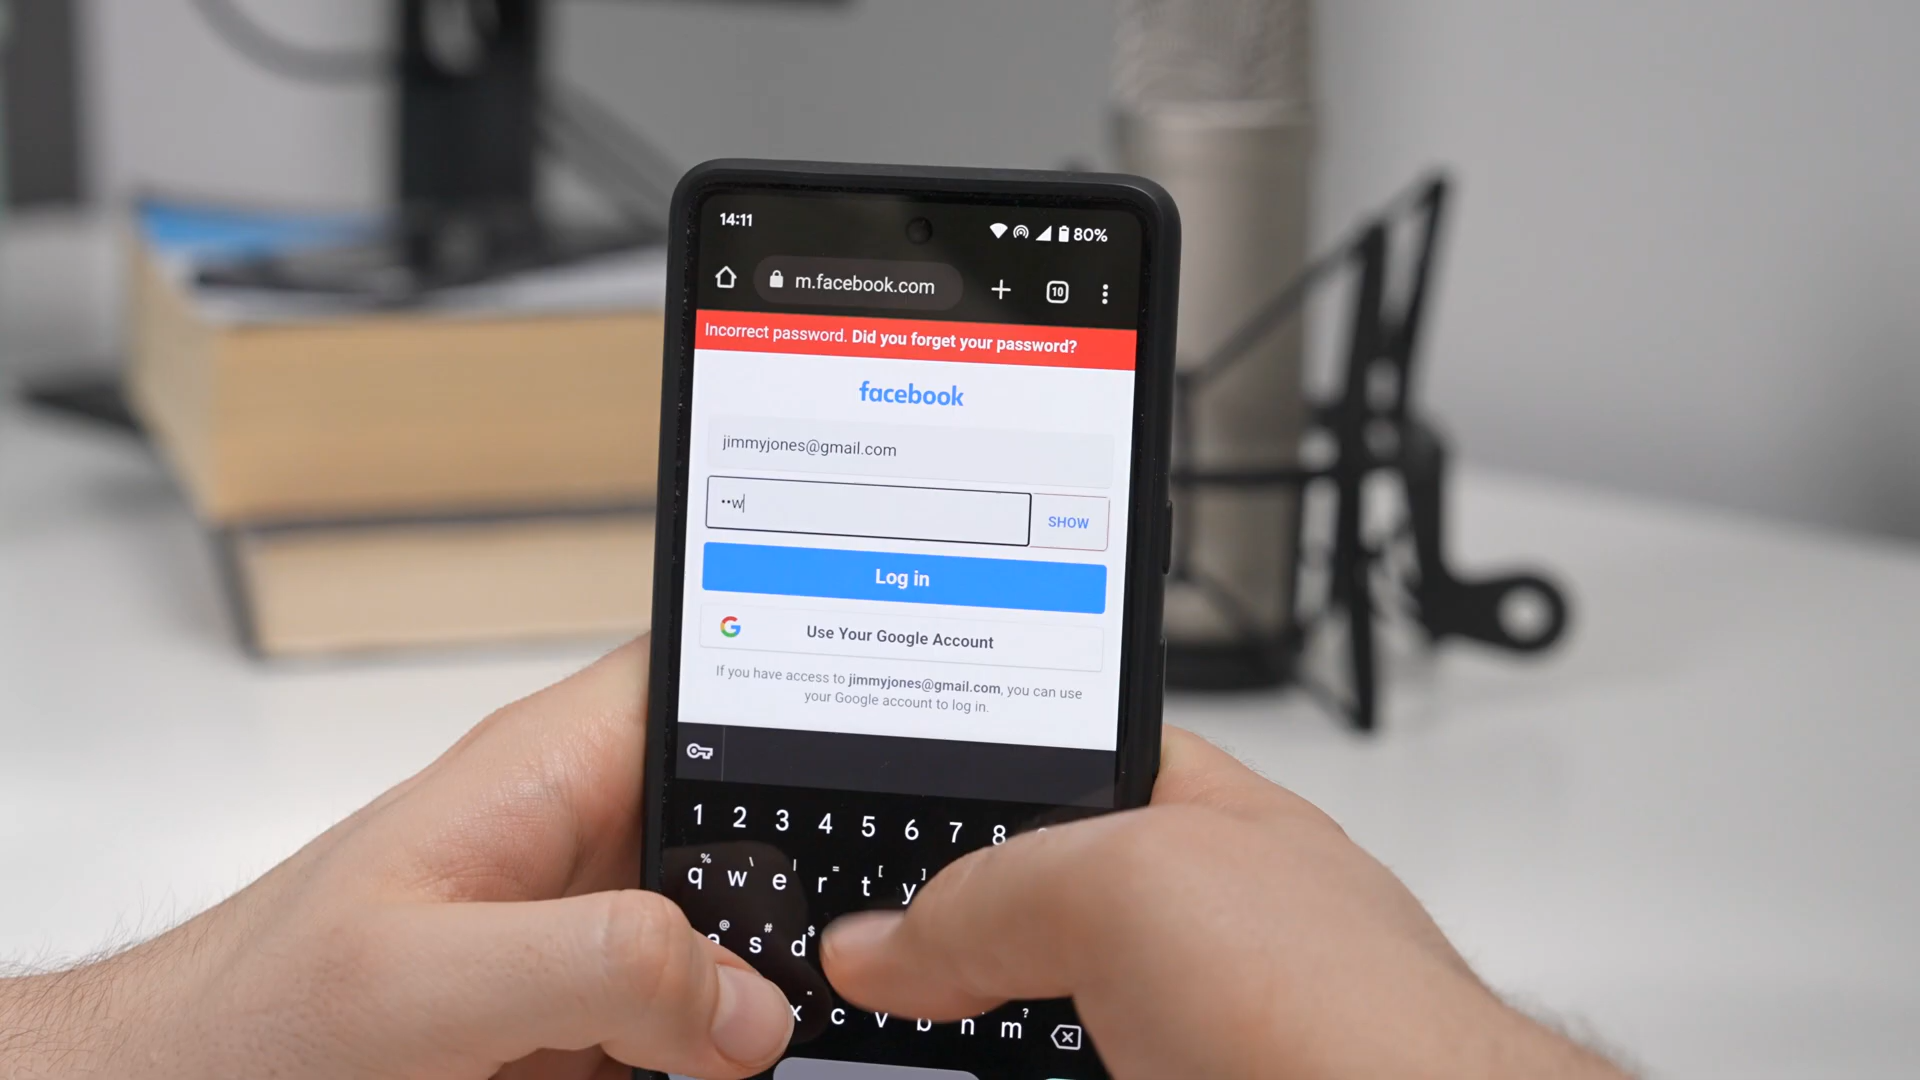 14:11
80%
m.facebook.com
10
Incorrect password. Did you forget your password?
facebook
jimmyjones@gmail.com
••w
SHOW
Log in
G
Use Your Google Account
If you have access to jimmyjones@gmail.com, you can use
your Google account to log in.
1 2 3 4 5 6 7 8
% \ | = [ ]
q w e r t y
@ # $
a s d
" ?
x c v b n m